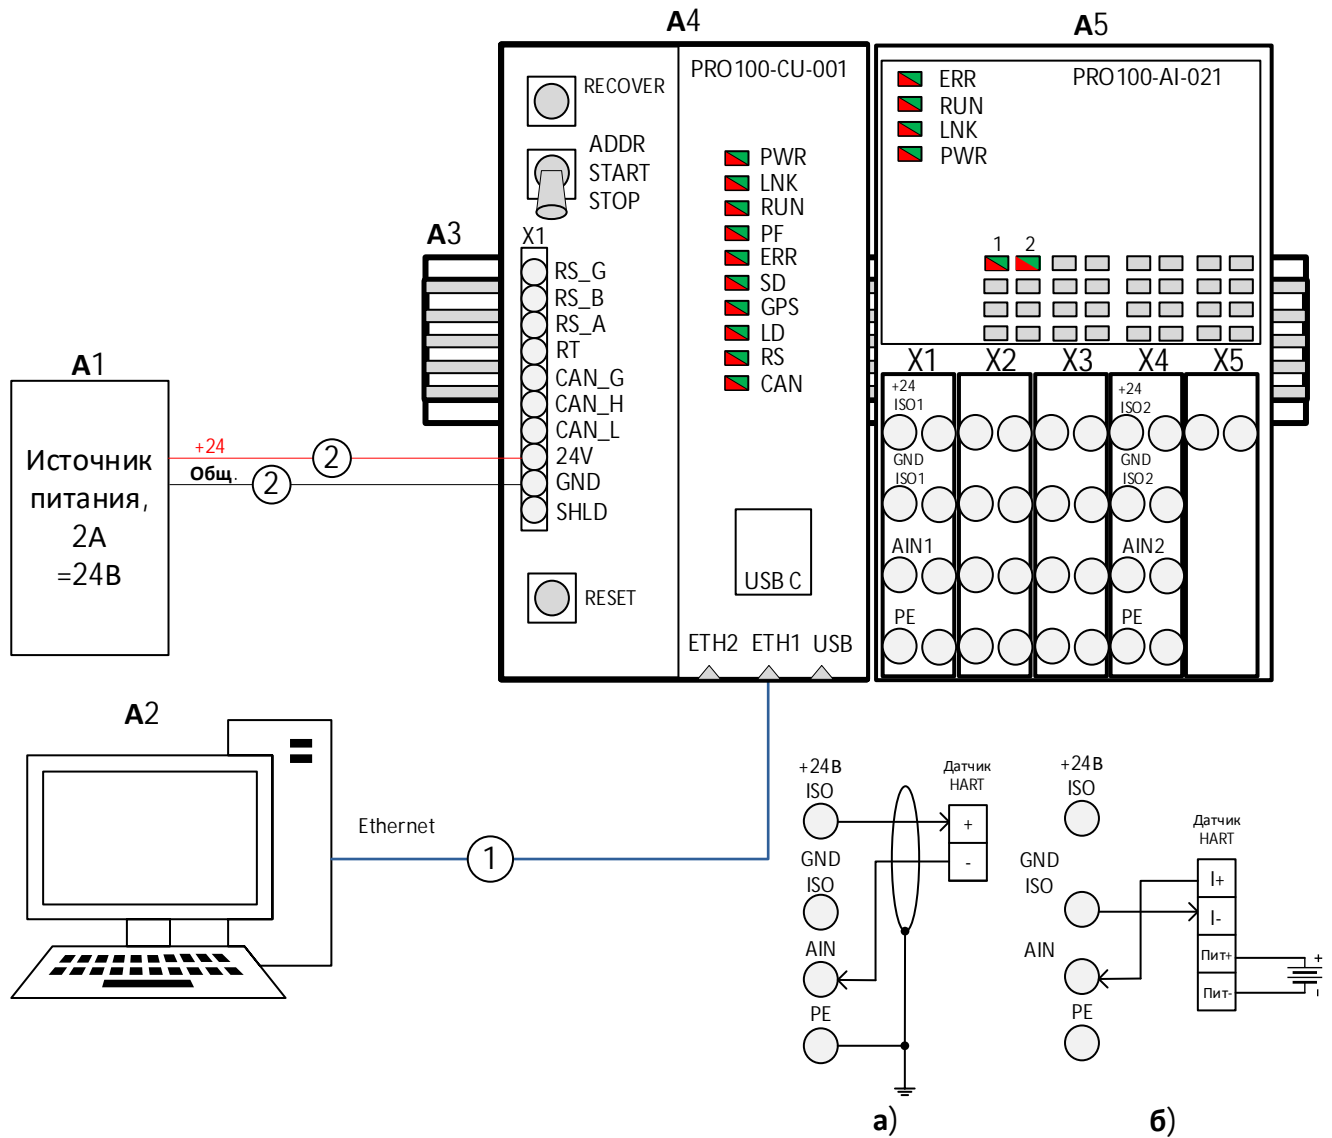 A4
A5
PRO100-CU-001
PRO100-AI-021
RECOVER
ADDR
START
STOP
ERR
RUN
LNK
PWR
PWR
LNK
RUN
PF
ERR
SD
GPS
LD
RS
CAN
1 2
A3
X1
RS_G
RS_B
RS_A
RT
CAN_G
CAN_H
CAN_L
24V
GND
SHLD
X1 X2 X3 X4 X5
+24
ISO1
GND
ISO1
AIN1
PE
+24
ISO2
GND
ISO2
AIN2
PE
A1
Источник
питания,
2А
=24В
+24
Общ.
2
2
USB C
RESET
ETH2 ETH1 USB
A2
Ethernet
1
+24В
ISO
GND
ISO
AIN
PE
Датчик
HART
+
-
а)
+24В
ISO
GND
ISO
AIN
PE
Датчик
HART
I+
I-
Пит+
Пит-
+
-
б)